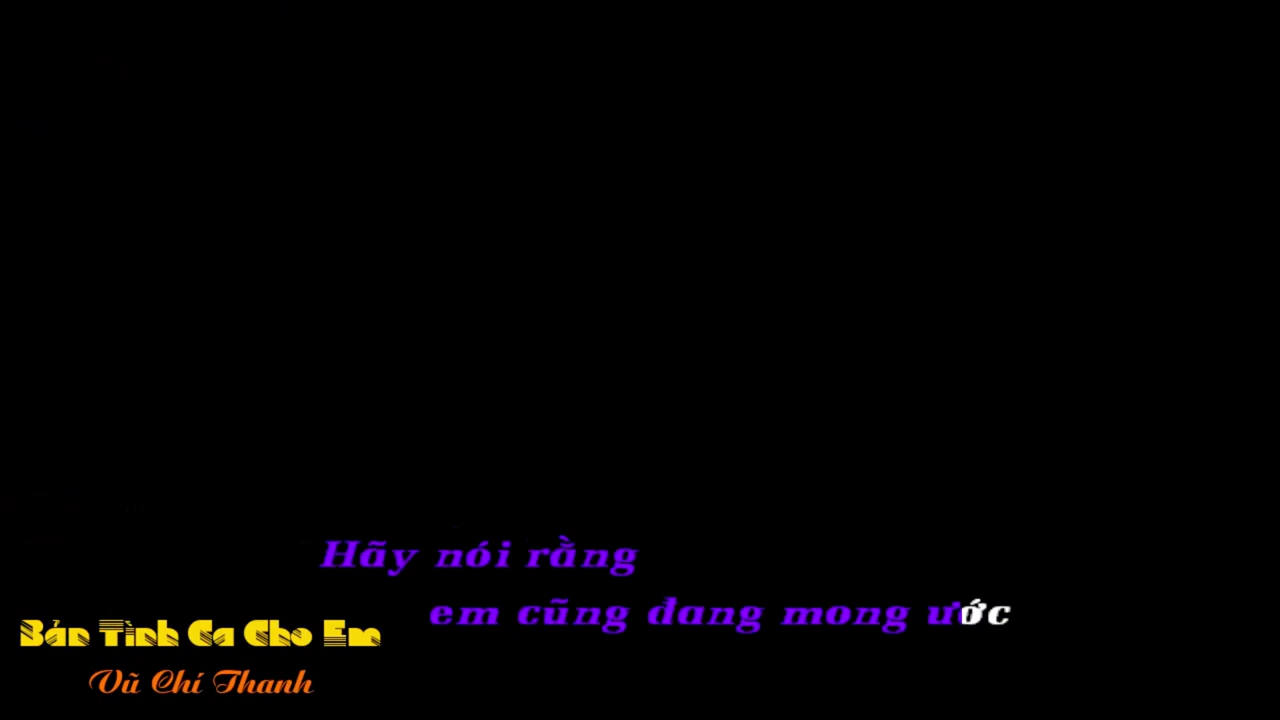 Hãy nói rằng
em cũng đang mong ước
Bản Tình Ca Cho Em
Vũ Chí Thanh